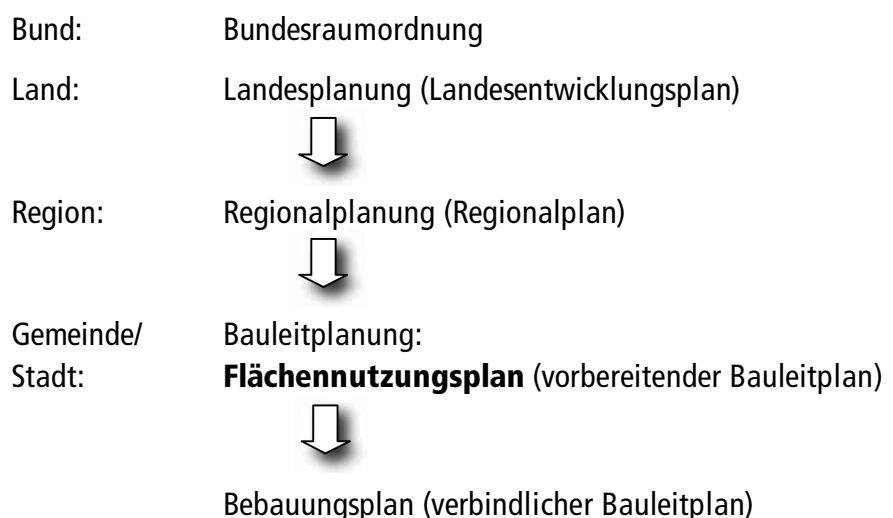 Bund: Bundesraumordnung
Land: Landesplanung (Landesentwicklungsplan)
Region: Regionalplanung (Regionalplan)
Gemeinde/ Bauleitplanung:
Stadt: Flächennutzungsplan (vorbereitender Bauleitplan)
Bebauungsplan (verbindlicher Bauleitplan)